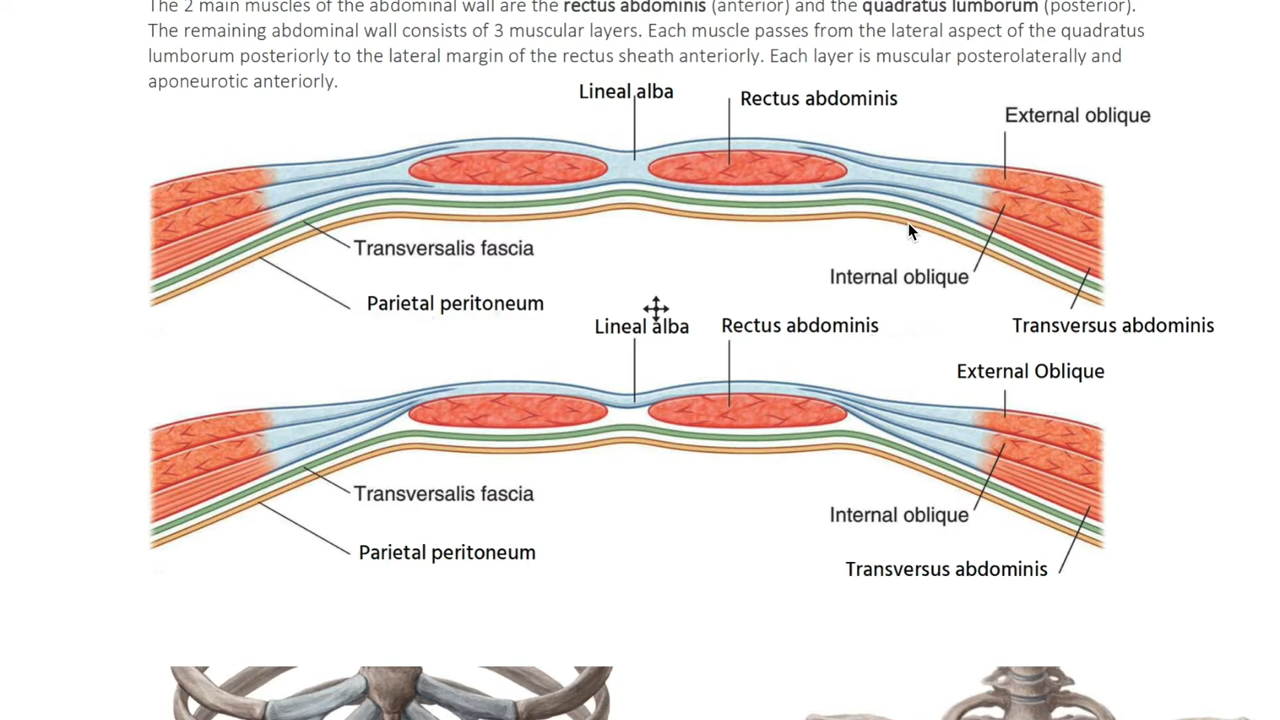 The 2 main muscles of the abdominal wall are the rectus abdominis (anterior) and the quadratus lumborum (posterior).
The remaining abdominal wall consists of 3 muscular layers. Each muscle passes from the lateral aspect of the quadratus
lumborum posteriorly to the lateral margin of the rectus sheath anteriorly. Each layer is muscular posterolaterally and
aponeurotic anteriorly.
Lineal alba
Rectus abdominis
External oblique
Transversalis fascia
Internal oblique
Parietal peritoneum
Transversus abdominis
Lineal alba
Rectus abdominis
External Oblique
Transversalis fascia
Internal oblique
Parietal peritoneum
Transversus abdominis